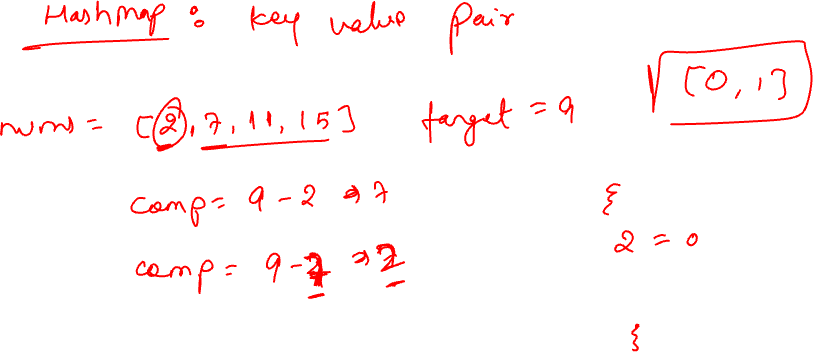 Hashmap : key value pair
nums = [2, 7, 11, 15] target = 9 [0, 1]
comp = 9 - 2 => 7
{
2 = 0
comp = 9 - 7 => 2
{